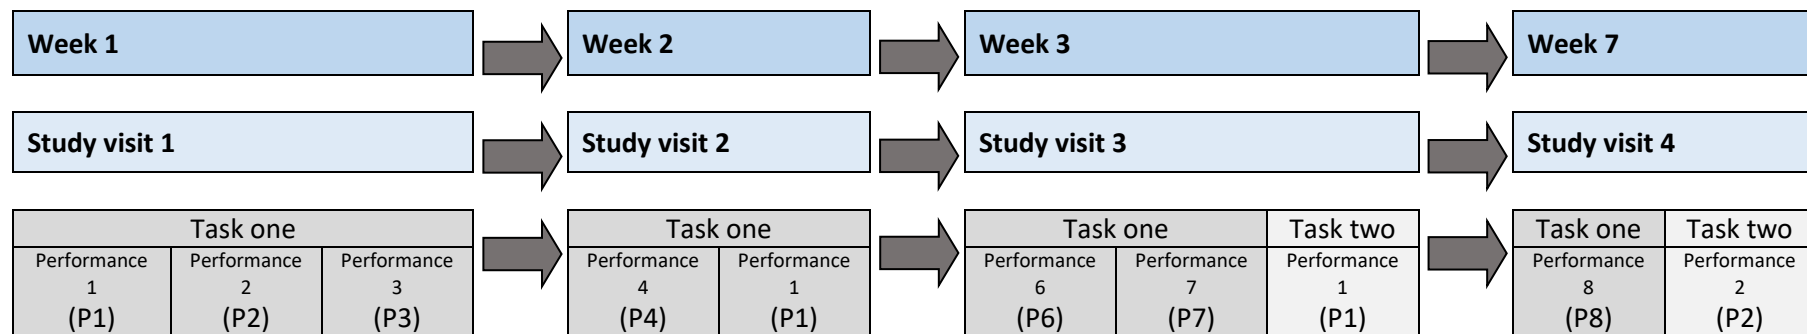 Week 1
Week 2
Week 3
Week 7
Study visit 1
Study visit 2
Study visit 3
Study visit 4
Task one
Task one
Task one
Task two
Task one
Task two
Performance
1
(P1)
Performance
2
(P2)
Performance
3
(P3)
Performance
4
(P4)
Performance
1
(P1)
Performance
6
(P6)
Performance
7
(P7)
Performance
1
(P1)
Performance
8
(P8)
Performance
2
(P2)